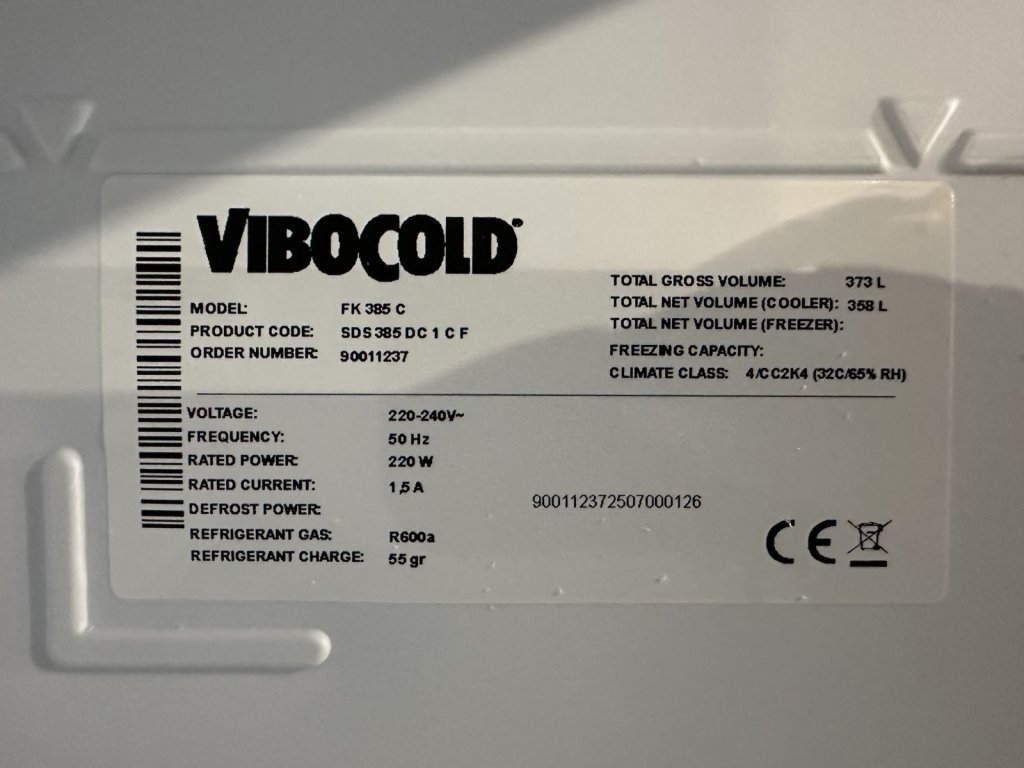 VIBOCOLD
MODEL: FK 385 C
PRODUCT CODE: SDS 385 DC 1 C F
ORDER NUMBER: 90011237
TOTAL GROSS VOLUME: 373 L
TOTAL NET VOLUME (COOLER): 358 L
TOTAL NET VOLUME (FREEZER):
FREEZING CAPACITY:
CLIMATE CLASS: 4/CC2K4 (32C/65% RH)
VOLTAGE: 220-240V~
FREQUENCY: 50 Hz
RATED POWER: 220 W
RATED CURRENT: 1,5 A
DEFROST POWER:
REFRIGERANT GAS: R600a
REFRIGERANT CHARGE: 55 gr
900112372507000126
CE